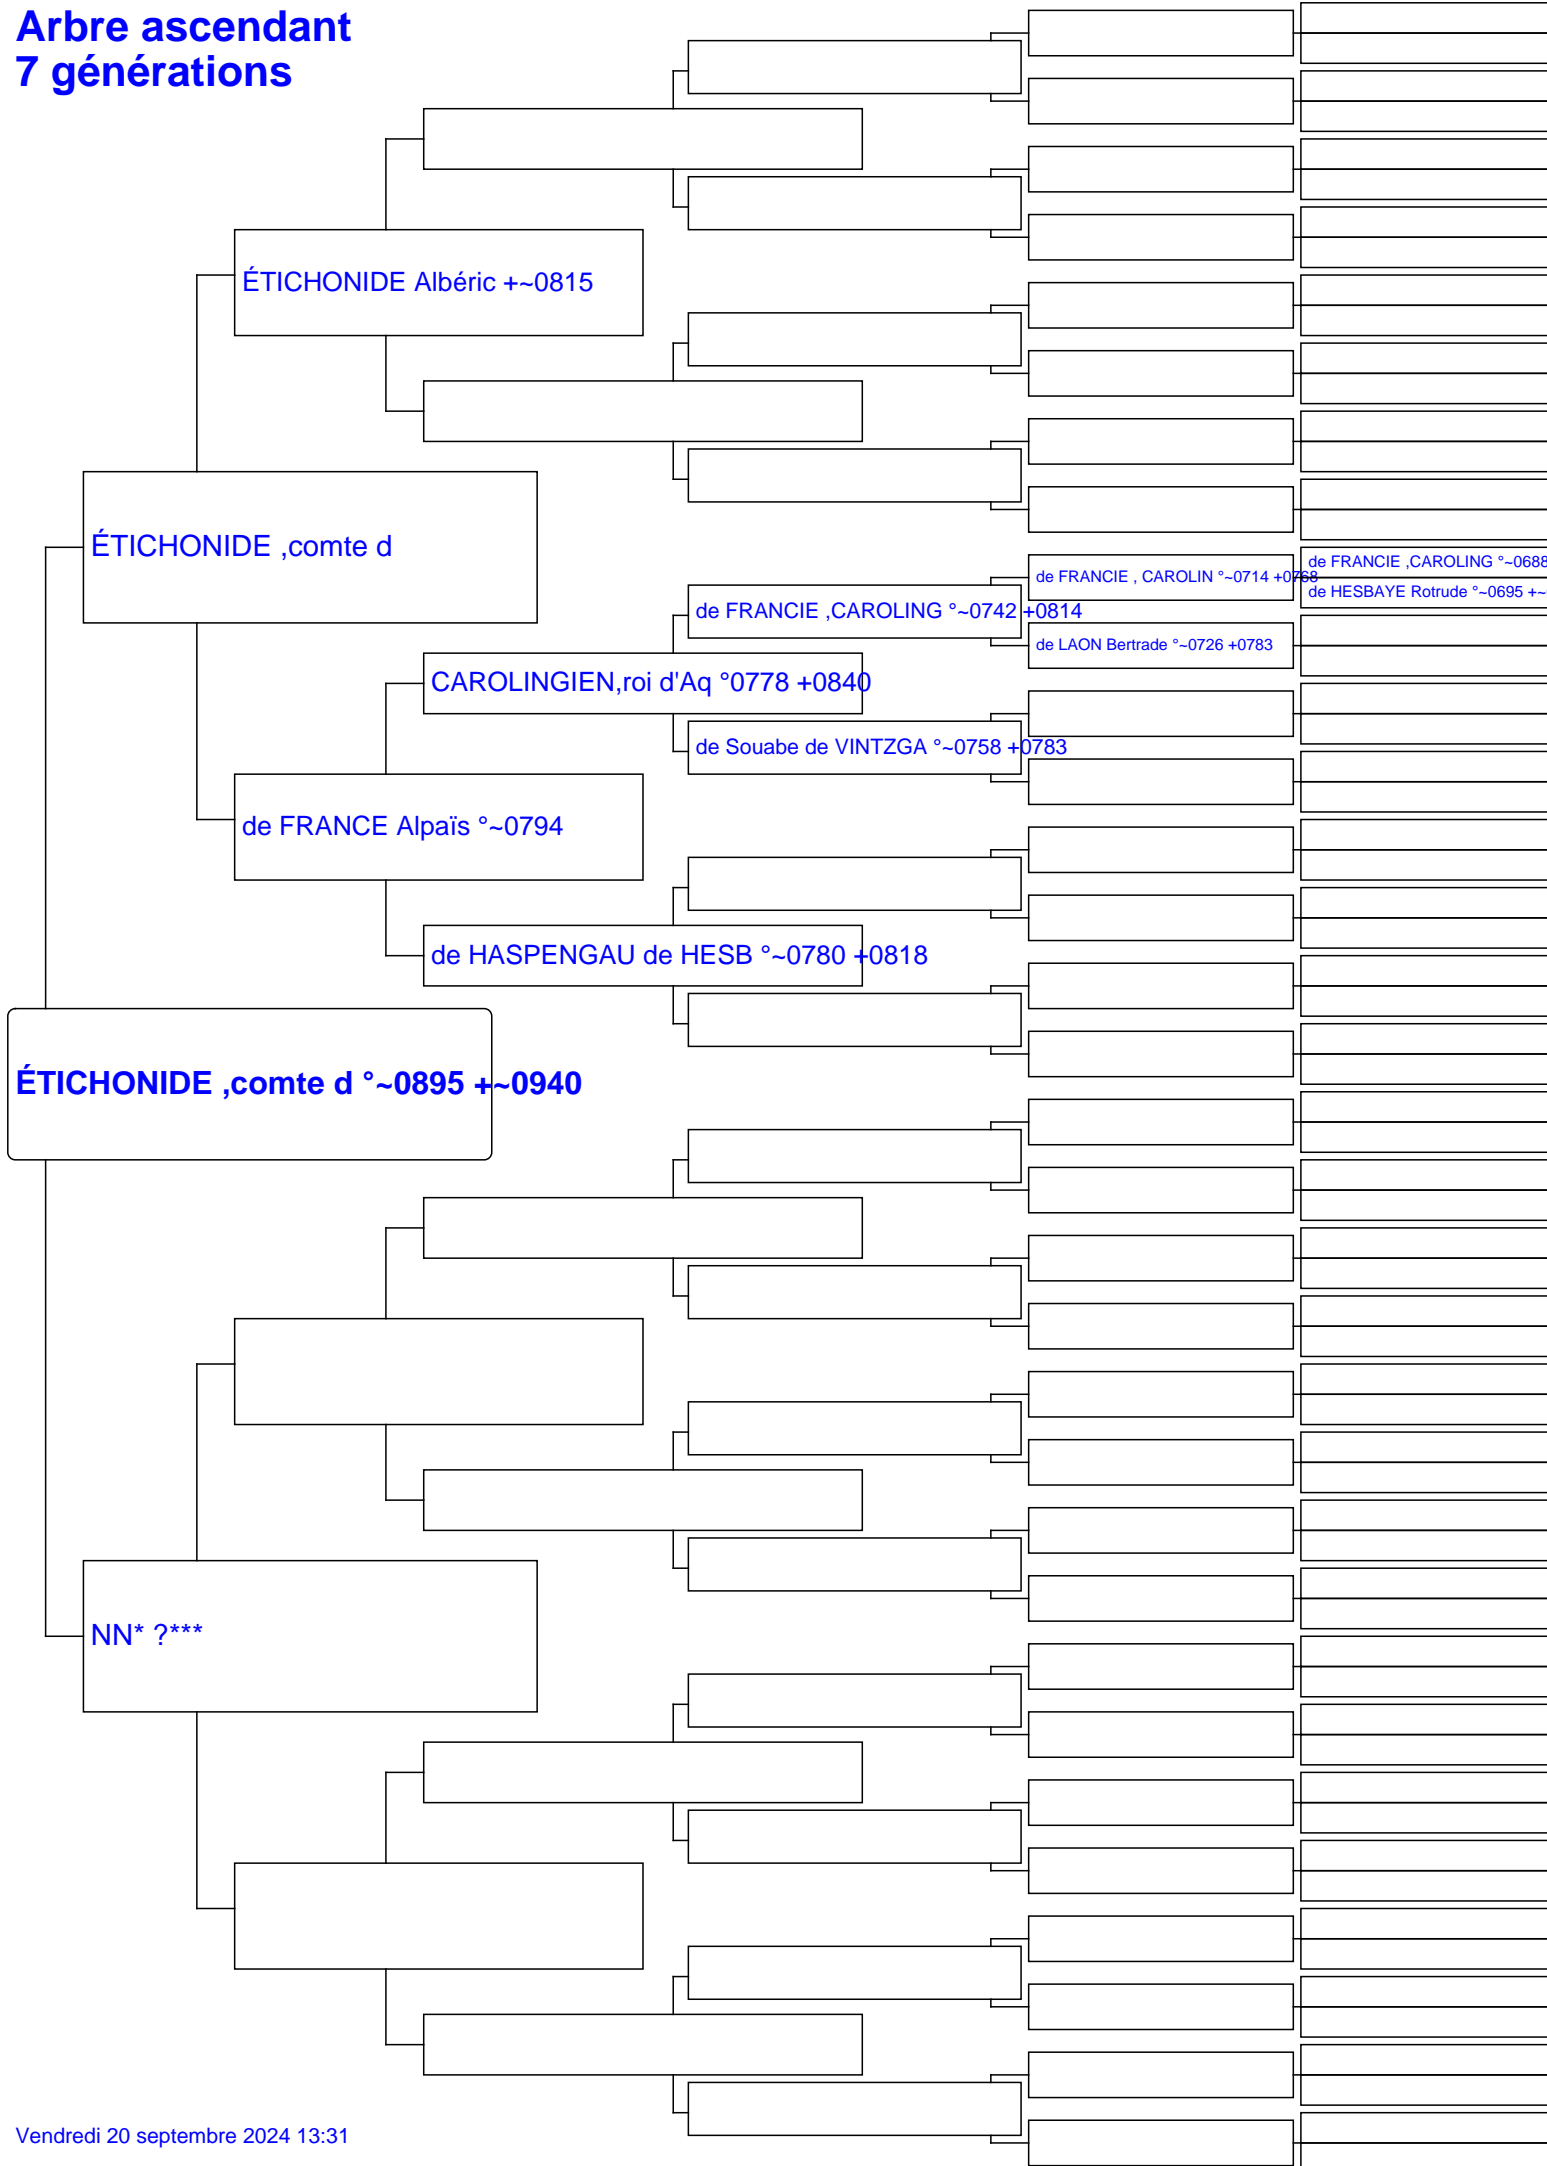 Arbre ascendant
7 générations
ÉTICHONIDE Albéric +~0815
ÉTICHONIDE ,comte d
de FRANCIE ,CAROLING °~0688
de FRANCIE , CAROLIN °~0714 +0768
de HESBAYE Rotrude °~0695 +~
de FRANCIE ,CAROLING °~0742 +0814
de LAON Bertrade °~0726 +0783
CAROLINGIEN,roi d'Aq °0778 +0840
de Souabe de VINTZGA °~0758 +0783
de FRANCE Alpaïs °~0794
de HASPENGAU de HESB °~0780 +0818
ÉTICHONIDE ,comte d °~0895 +~0940
NN* ?***
Vendredi 20 septembre 2024 13:31